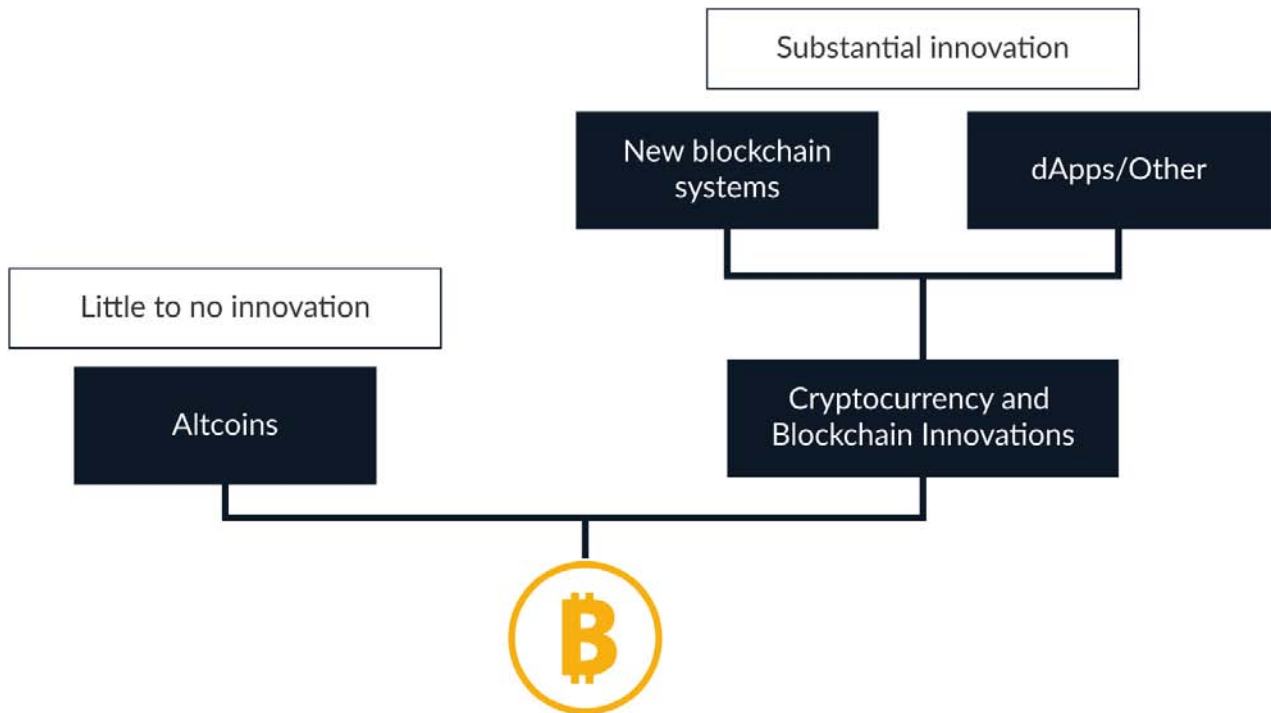 Substantial innovation
New blockchain
systems
dApps/Other
Little to no innovation
Altcoins
Cryptocurrency and
Blockchain Innovations